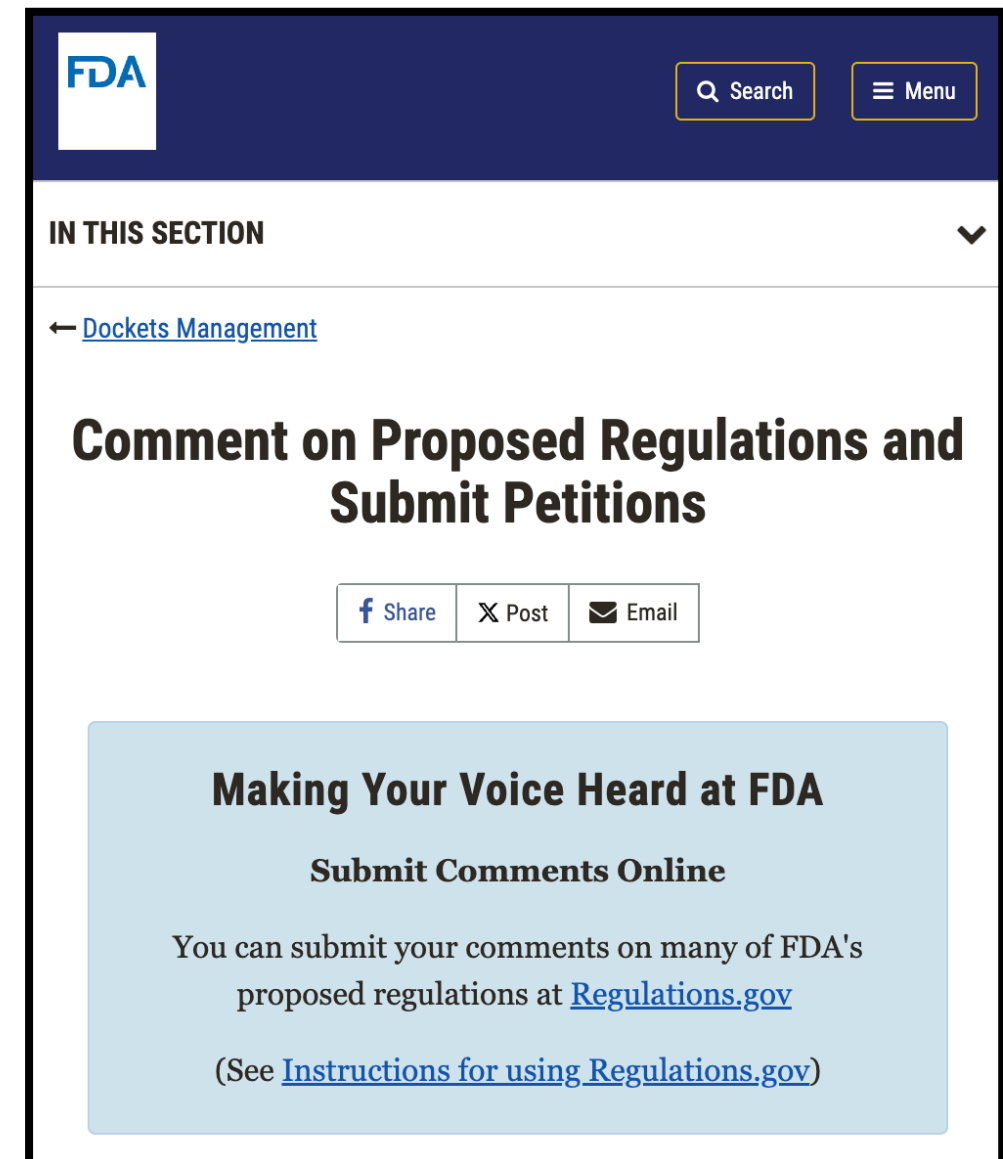 FDA
Search
Menu
IN THIS SECTION
Dockets Management
Comment on Proposed Regulations and
Submit Petitions
Share
Post
Email
Making Your Voice Heard at FDA
Submit Comments Online
You can submit your comments on many of FDA's
proposed regulations at Regulations.gov
(See Instructions for using Regulations.gov)